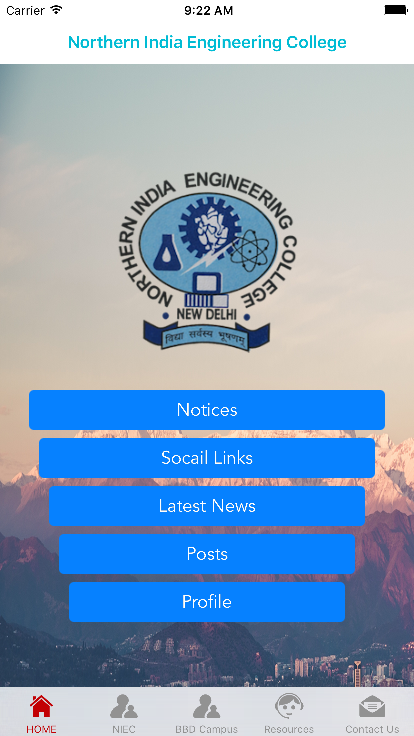 Carrier 9:22 AM
Northern India Engineering College
NORTHERN INDIA ENGINEERING COLLEGE
• NEW DELHI •
विद्या सर्वस्य भूषणम्
Notices
Socail Links
Latest News
Posts
Profile
HOME NIEC BBD Campus Resources Contact Us